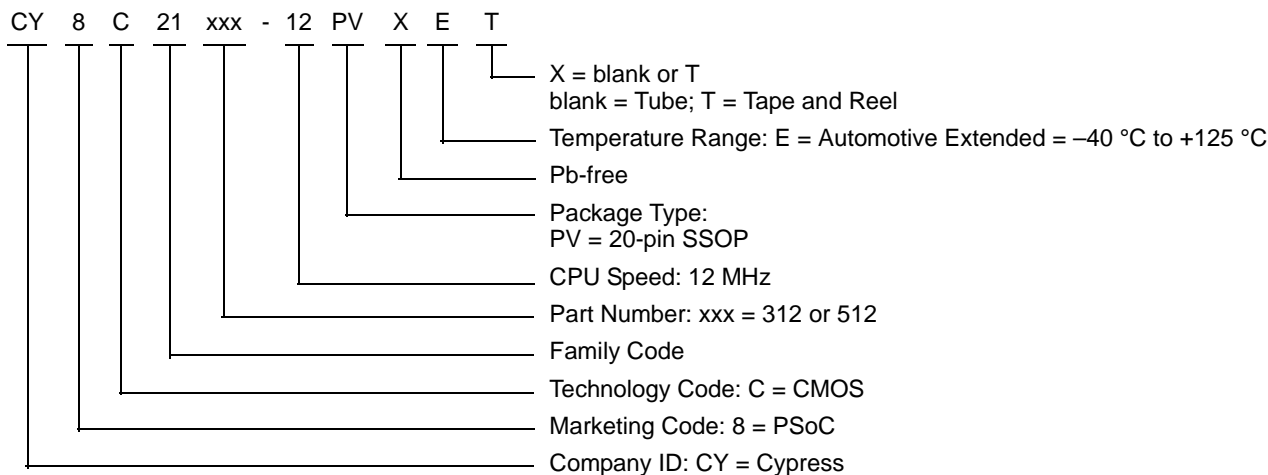 CY 8 C 21 xxx - 12 PV X E T
X = blank or T
blank = Tube; T = Tape and Reel
Temperature Range: E = Automotive Extended = –40 °C to +125 °C
Pb-free
Package Type:
PV = 20-pin SSOP
CPU Speed: 12 MHz
Part Number: xxx = 312 or 512
Family Code
Technology Code: C = CMOS
Marketing Code: 8 = PSoC
Company ID: CY = Cypress